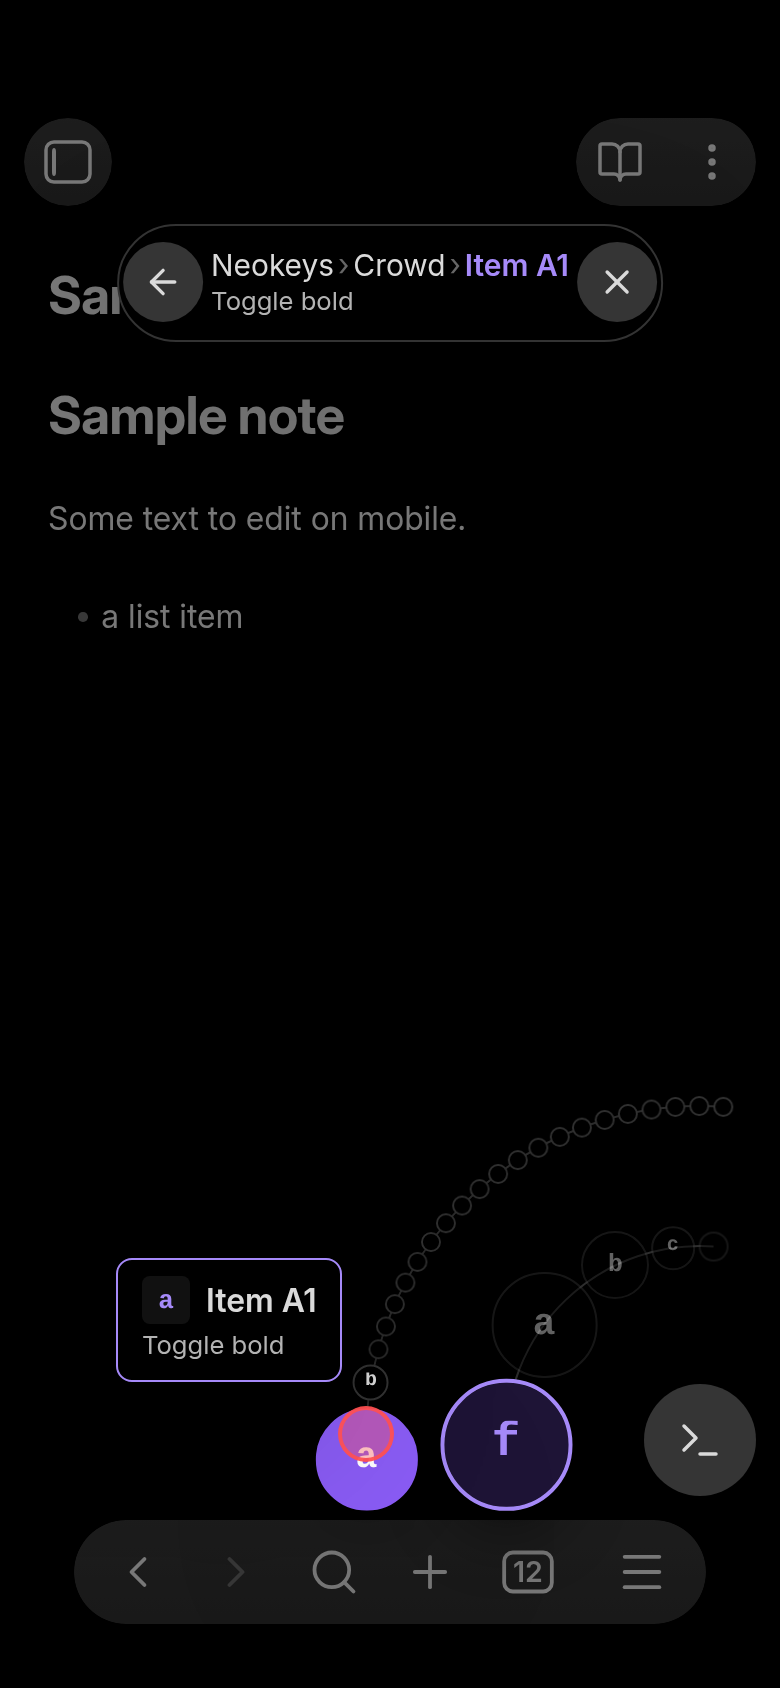 Neokeys › Crowd › Item A1
Toggle bold
Sar
Sample note
Some text to edit on mobile.
• a list item
c
b
a
a Item A1
Toggle bold
b
f
a
12